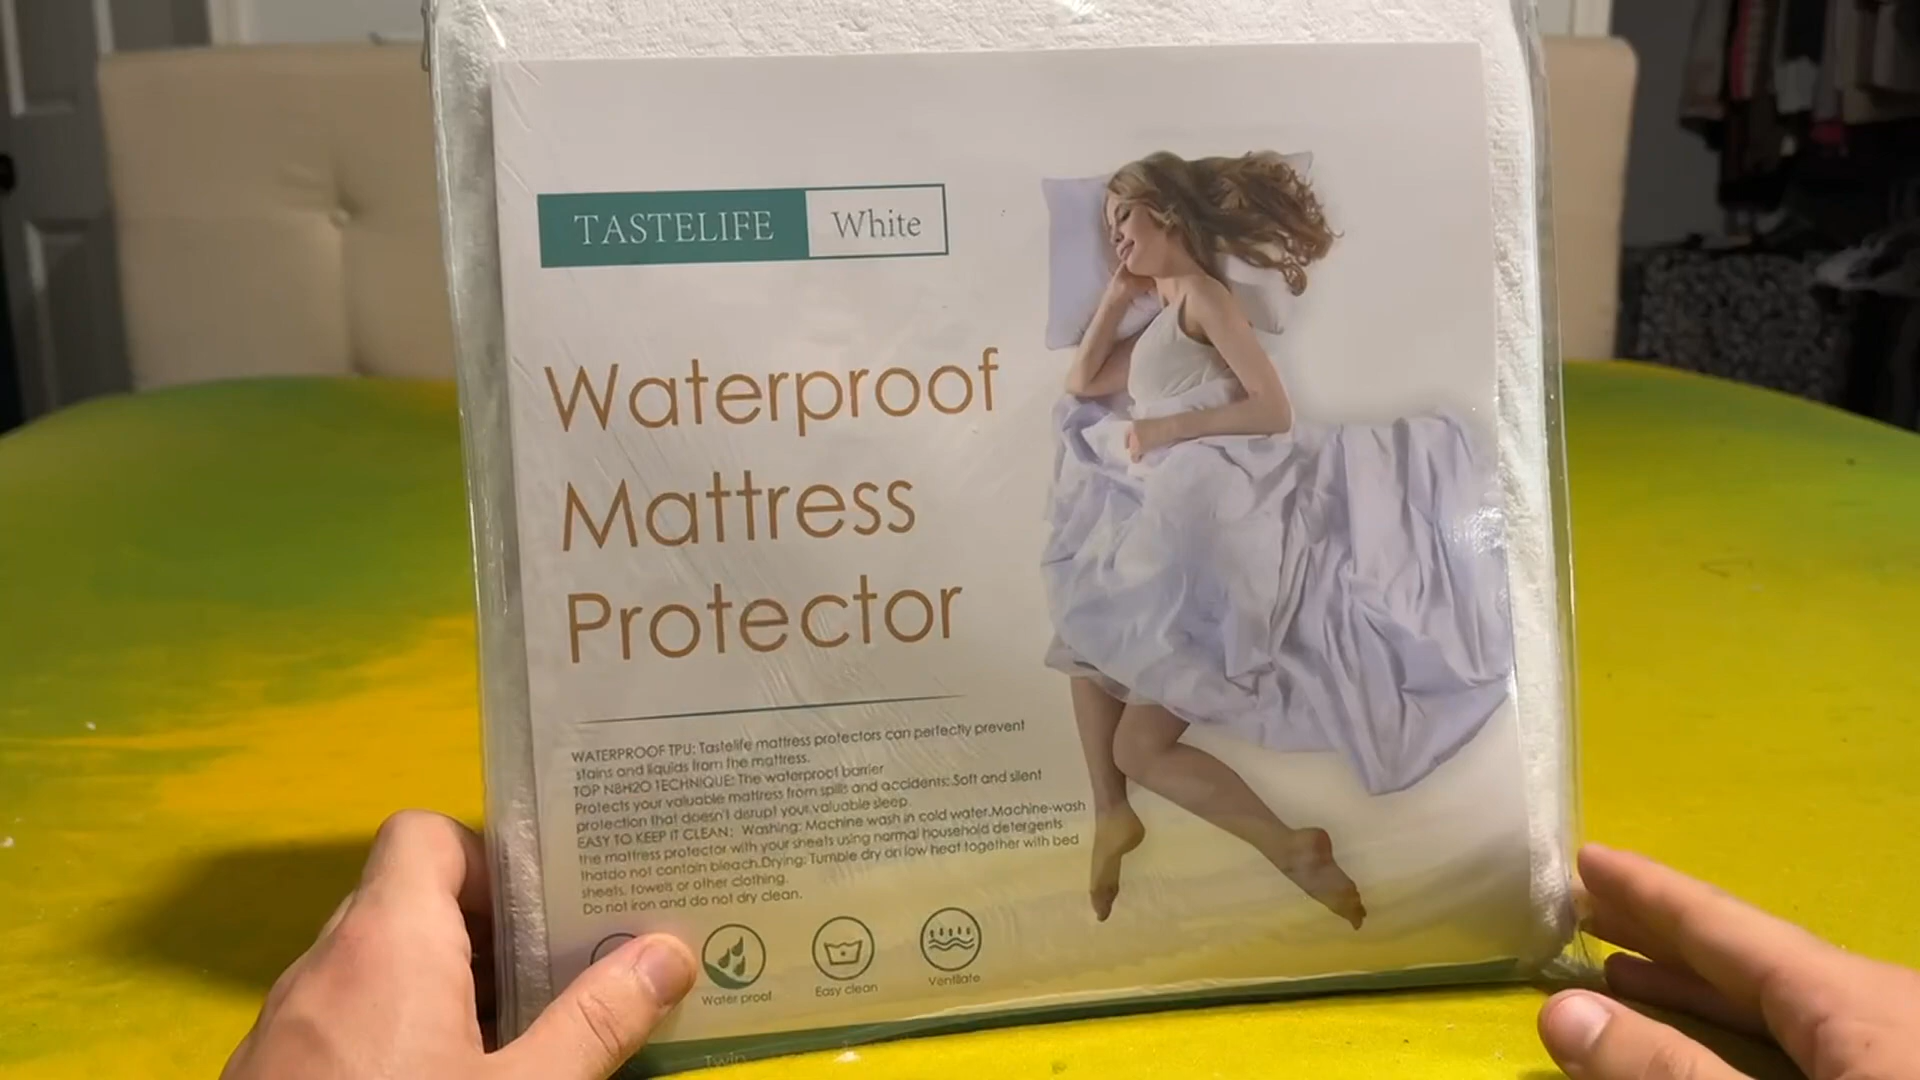 TASTELIFE White
Waterproof
Mattress
Protector
WATERPROOF TPU: Tastelife mattress protectors can perfectly prevent
stains and liquids from the mattress.
TOP NBH2O TECHNIQUE: The waterproof barrier
Protects your valuable mattress from spills and accidents: Soft and silent
protection that doesn't disrupt your valuable sleep.
EASY TO KEEP IT CLEAN: Washing: Machine wash in cold water.Machine-wash
the mattress protector with your sheets using normal household detergents
thatdo not contain bleach.Drying: Tumble dry on low heat together with bed
sheets, towels or other clothing.
Do not iron and do not dry clean.
Water proof Easy clean Ventilate
Twin